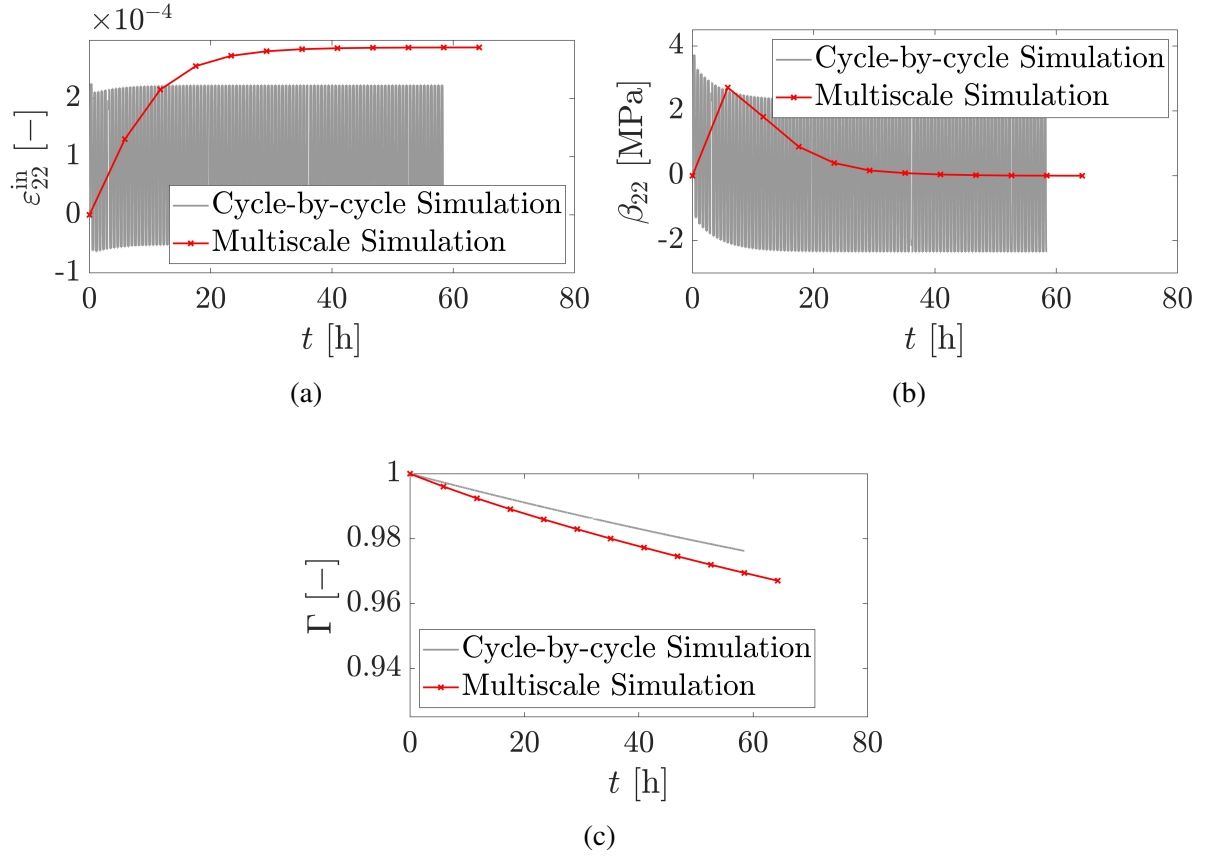 ×10⁻⁴
2
1
0
-1
ε₂₂ⁱⁿ [−]
Cycle-by-cycle Simulation
Multiscale Simulation
0 20 40 60 80
t [h]
(a)
4
2
0
-2
β₂₂ [MPa]
Cycle-by-cycle Simulation
Multiscale Simulation
0 20 40 60 80
t [h]
(b)
1
0.98
0.96
0.94
Γ [−]
Cycle-by-cycle Simulation
Multiscale Simulation
0 20 40 60 80
t [h]
(c)